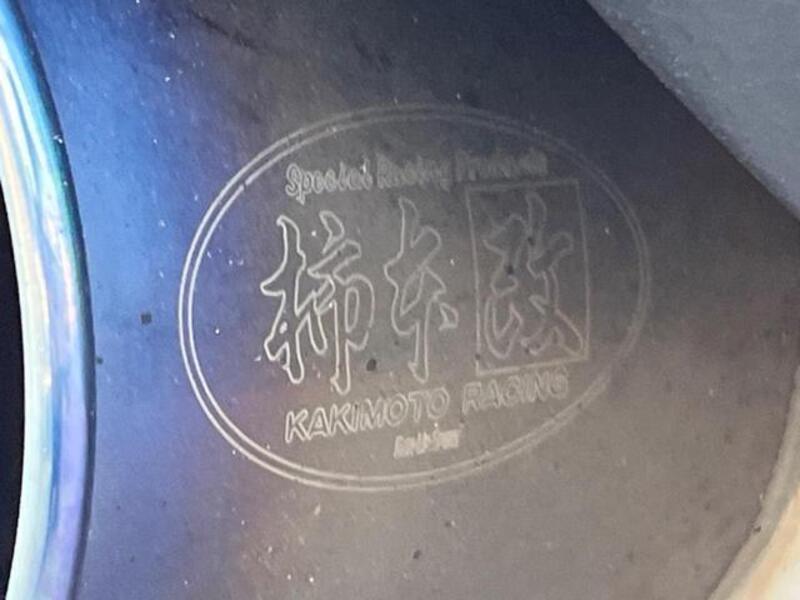 Special Racing Products
柿本改
KAKIMOTO RACING